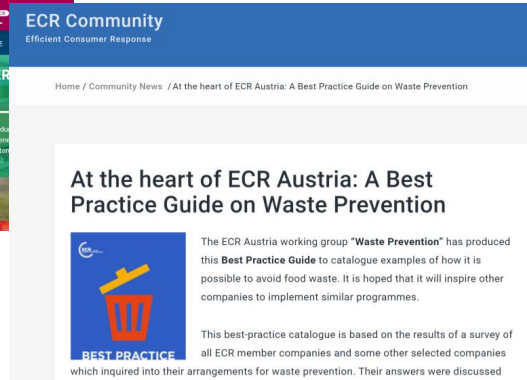 ECR Community
Efficient Consumer Response
Home / Community News / At the heart of ECR Austria: A Best Practice Guide on Waste Prevention
At the heart of ECR Austria: A Best
Practice Guide on Waste Prevention
The ECR Austria working group "Waste Prevention" has produced
this Best Practice Guide to catalogue examples of how it is
possible to avoid food waste. It is hoped that it will inspire other
companies to implement similar programmes.
BEST PRACTICE
This best-practice catalogue is based on the results of a survey of
all ECR member companies and some other selected companies
which inquired into their arrangements for waste prevention. Their answers were discussed